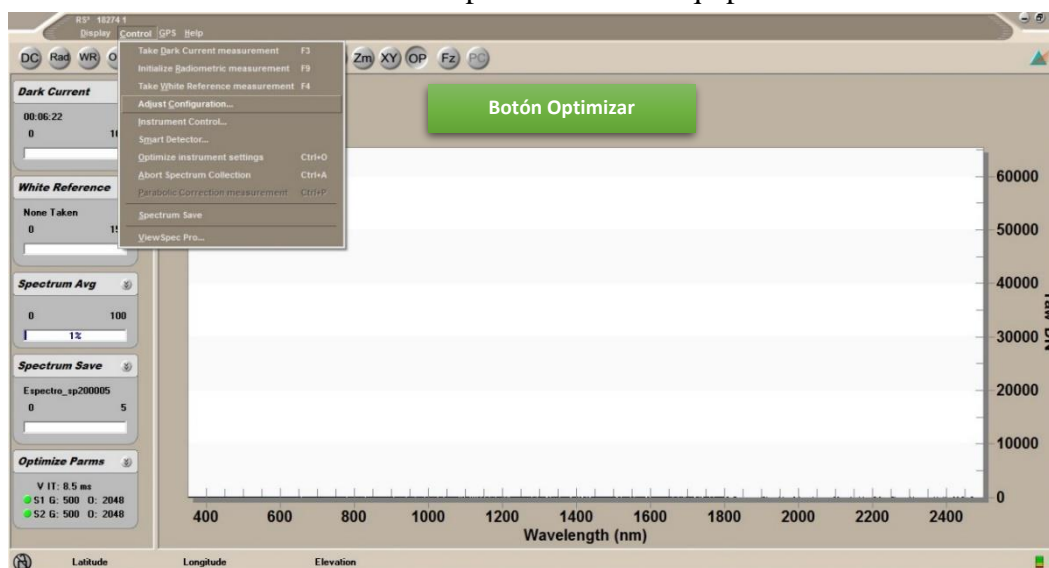 RS³ 18274 1
Display Control GPS Help
DC Rad WR Zm XY OP Fz PC
Take Dark Current measurement F3
Initialize Radiometric measurement F9
Take White Reference measurement F4
Adjust Configuration...
Instrument Control...
Smart Detector...
Optimize instrument settings Ctrl+O
Abort Spectrum Collection Ctrl+A
Parabolic Correction measurement Ctrl+P
Spectrum Save
ViewSpec Pro...
Botón Optimizar
Dark Current
00:06:22
0
White Reference
None Taken
0
Spectrum Avg
0 100
1%
Spectrum Save
Espectro_sp200005
0 5
Optimize Parms
V IT: 8.5 ms
S1 G: 500 O: 2048
S2 G: 500 O: 2048
60000
50000
40000
30000
20000
10000
0
400 600 800 1000 1200 1400 1600 1800 2000 2200 2400
Wavelength (nm)
Latitude Longitude Elevation